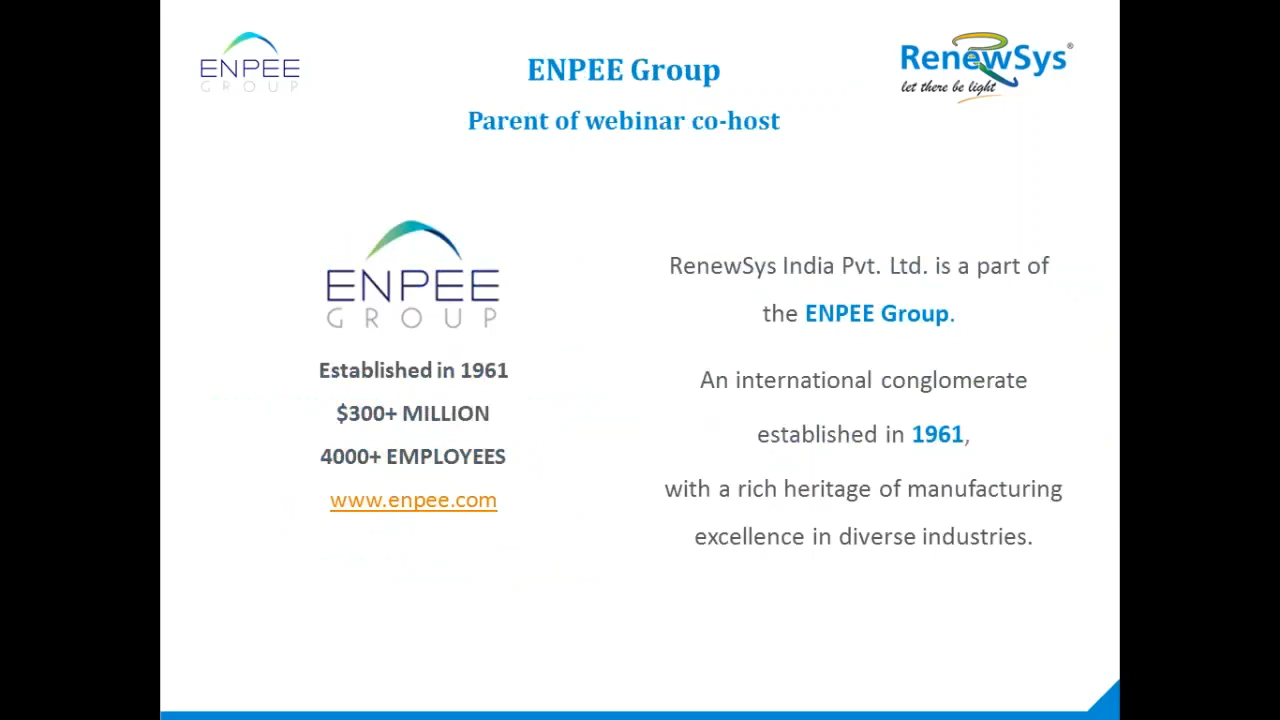 ENPEE
GROUP
ENPEE Group
Parent of webinar co-host
RenewSys®
let there be light
ENPEE
GROUP
Established in 1961
$300+ MILLION
4000+ EMPLOYEES
www.enpee.com
RenewSys India Pvt. Ltd. is a part of
the ENPEE Group.
An international conglomerate
established in 1961,
with a rich heritage of manufacturing
excellence in diverse industries.